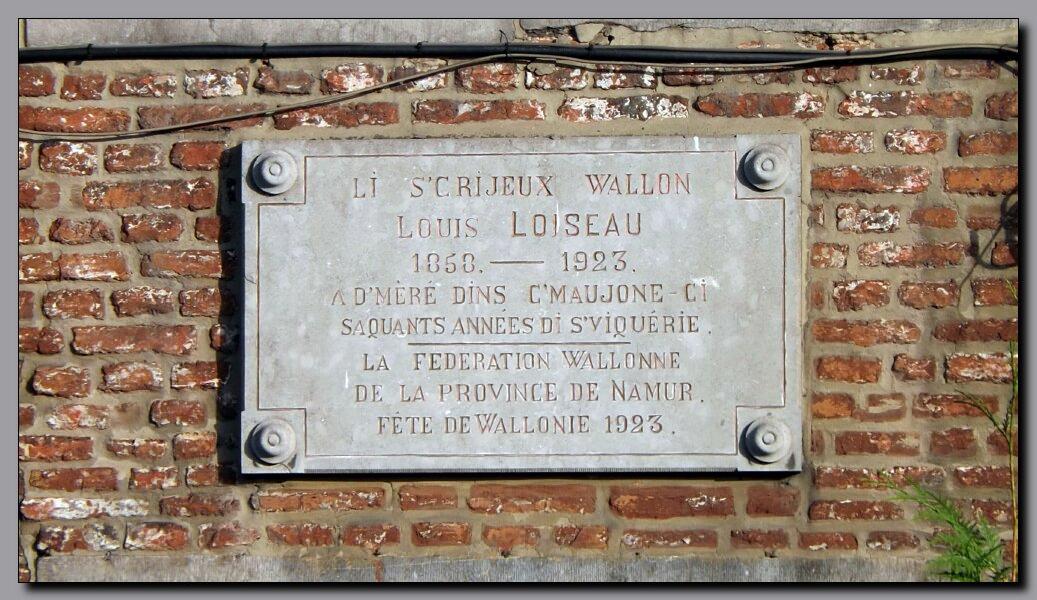 Li S'CRiJEUX WALLON
LOUIS LOISEAU
1858. — 1923.
A D'MÈRÉ DiNS C'MAUJONE-Ci
SAQUANTS ANNÉES Di S'ViQUÉRIE.
LA FEDERATION WALLONNE
DE LA PROVINCE DE NAMUR.
FÊTE DE WALLONIE 1923.